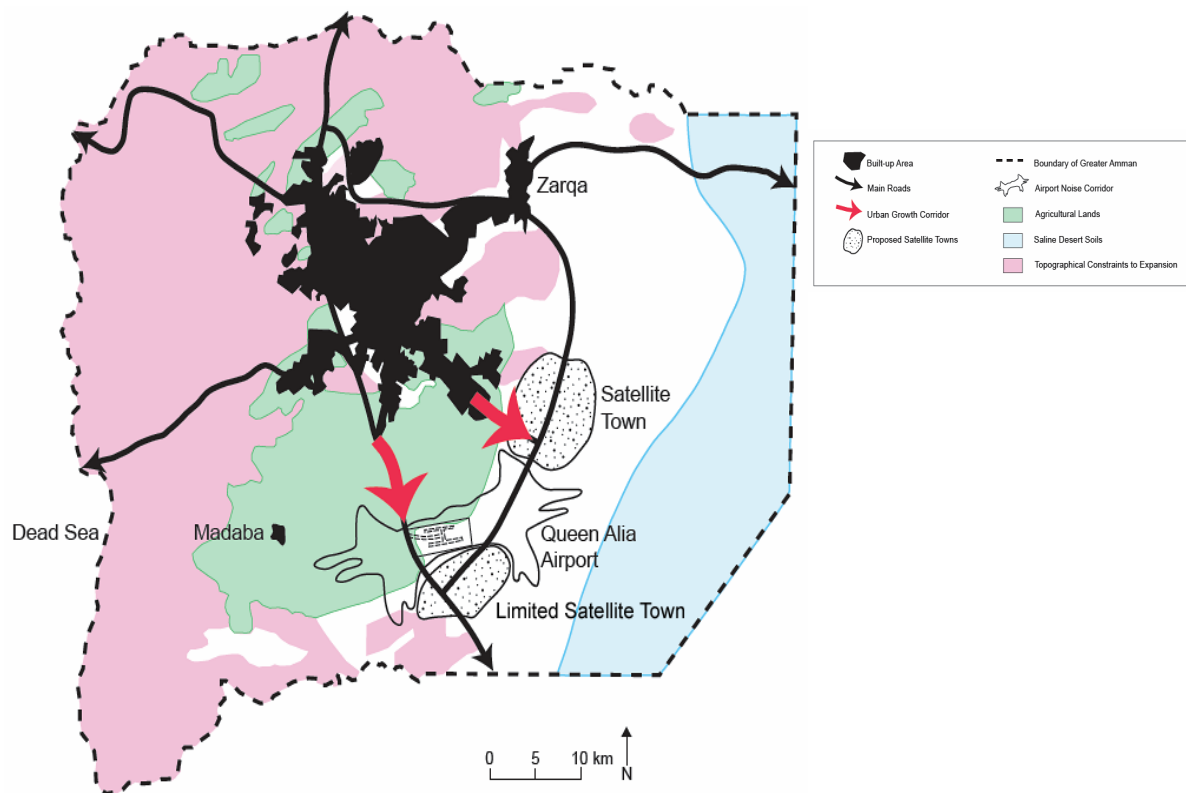 Zarqa
Satellite
Town
Dead Sea
Madaba
Queen Alia
Airport
Limited Satellite Town
0 5 10 km
N
Built-up Area
Main Roads
Urban Growth Corridor
Proposed Satellite Towns
Boundary of Greater Amman
Airport Noise Corridor
Agricultural Lands
Saline Desert Soils
Topographical Constraints to Expansion